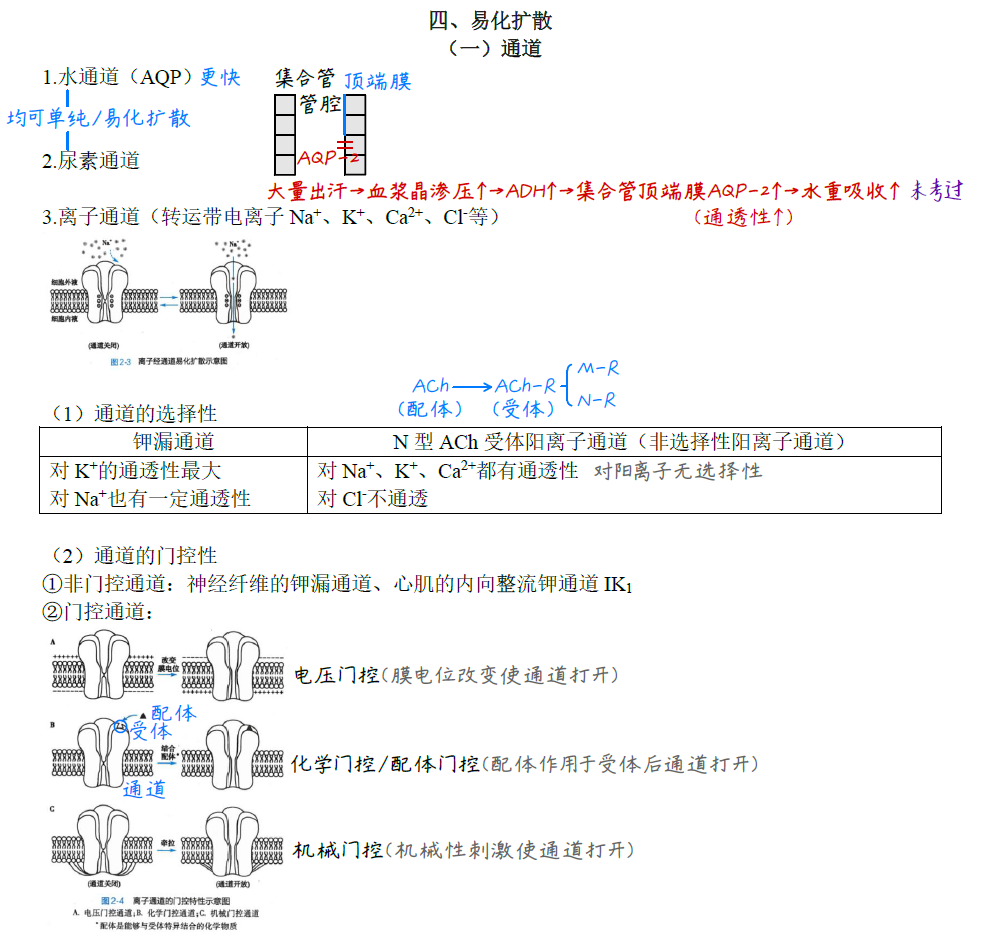 四、易化扩散
（一）通道
1.水通道（AQP）更快
集合管 顶端膜
管腔
均可单纯/易化扩散
AQP-2
2.尿素通道
大量出汗→血浆晶渗压↑→ADH↑→集合管顶端膜AQP-2↑→水重吸收↑ 未考过
（通透性↑）
3.离子通道（转运带电离子 Na⁺、K⁺、Ca²⁺、Cl⁻等）
Na⁺ Na⁺
细胞外液
细胞内液
(通道关闭) (通道开放)
图2-3 离子经通道易化扩散示意图
ACh→ACh-R M-R
（配体）（受体） N-R
（1）通道的选择性
钾漏通道 N 型 ACh 受体阳离子通道（非选择性阳离子通道）
对 K⁺的通透性最大 对 Na⁺、K⁺、Ca²⁺都有通透性 对阳离子无选择性
对 Na⁺也有一定通透性 对 Cl⁻不通透
（2）通道的门控性
①非门控通道：神经纤维的钾漏通道、心肌的内向整流钾通道 IK₁
②门控通道：
A
改变
膜电位
电压门控(膜电位改变使通道打开)
B
▲配体
受体
结合
配体*
化学门控/配体门控(配体作用于受体后通道打开)
通道
C
牵拉
机械门控(机械性刺激使通道打开)
(通道关闭) (通道开放)
图2-4 离子通道的门控特性示意图
A. 电压门控通道;B. 化学门控通道;C. 机械门控通道
*配体是能够与受体特异结合的化学物质